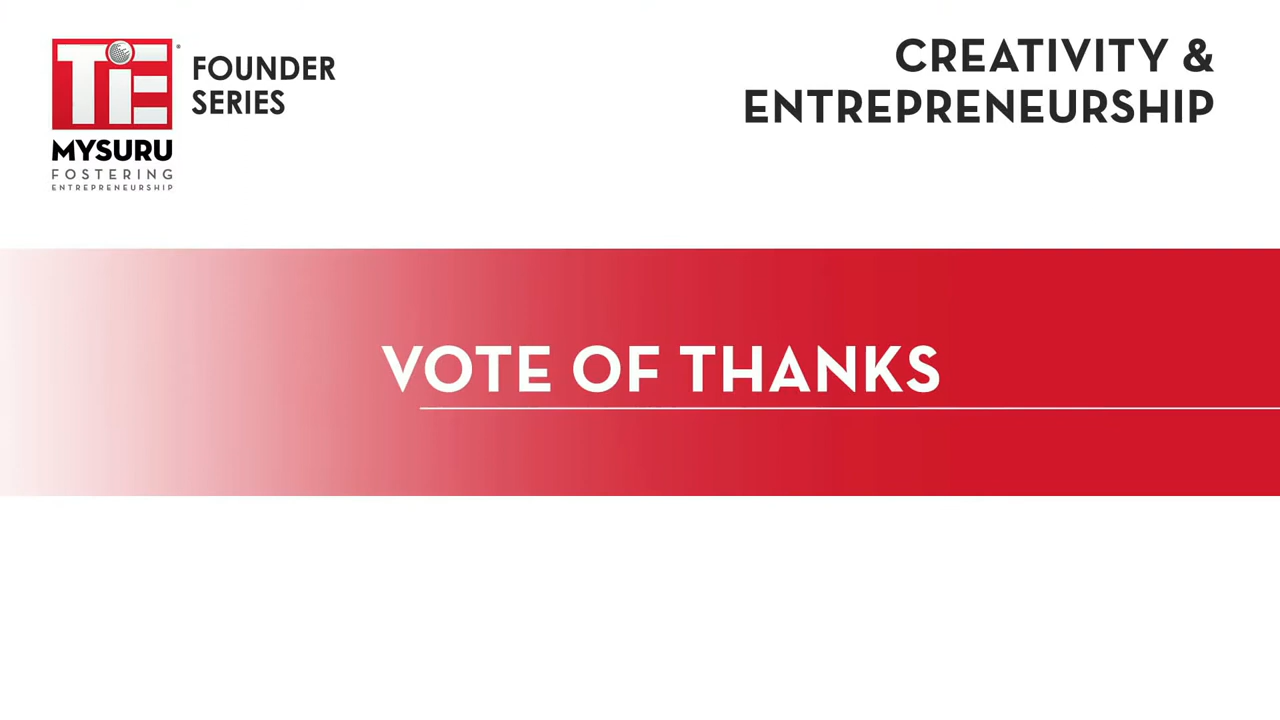 TiE
FOUNDER
SERIES
MYSURU
FOSTERING
ENTREPRENEURSHIP
CREATIVITY &
ENTREPRENEURSHIP
VOTE OF THANKS